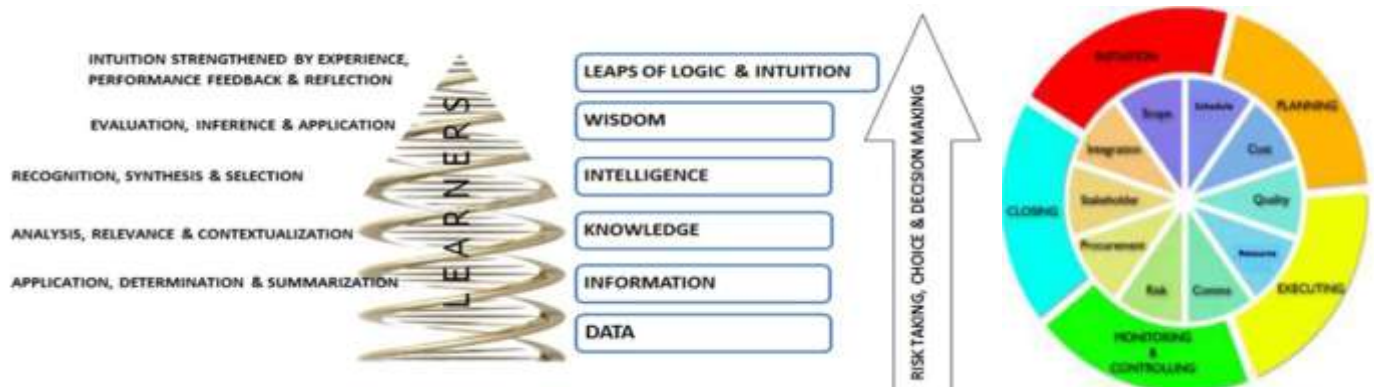 INTUITION STRENGTHENED BY EXPERIENCE,
PERFORMANCE FEEDBACK & REFLECTION
EVALUATION, INFERENCE & APPLICATION
RECOGNITION, SYNTHESIS & SELECTION
ANALYSIS, RELEVANCE & CONTEXTUALIZATION
APPLICATION, DETERMINATION & SUMMARIZATION
LEARNERS
LEAPS OF LOGIC & INTUITION
WISDOM
INTELLIGENCE
KNOWLEDGE
INFORMATION
DATA
RISK TAKING, CHOICE & DECISION MAKING
INITIATION
PLANNING
EXECUTING
MONITORING
&
CONTROLLING
CLOSING
Scope
Schedule
Cost
Quality
Resource
Comms
Risk
Procurement
Stakeholder
Integration